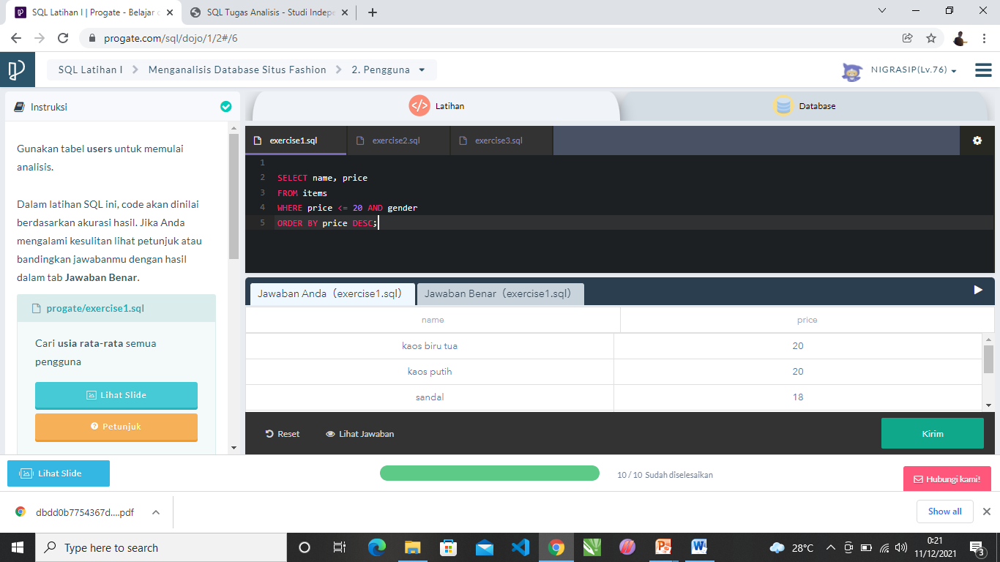 SQL Latihan I | Progate - Belajar
SQL Tugas Analisis - Studi Indepe
progate.com/sql/dojo/1/2#/6
SQL Latihan I
Menganalisis Database Situs Fashion
2. Pengguna
NIGRASIP(Lv.76)
Instruksi
Latihan
Database
Gunakan tabel users untuk memulai
analisis.
Dalam latihan SQL ini, code akan dinilai
berdasarkan akurasi hasil. Jika Anda
mengalami kesulitan lihat petunjuk atau
bandingkan jawabanmu dengan hasil
dalam tab Jawaban Benar.
progate/exercise1.sql
Cari usia rata-rata semua
pengguna
Lihat Slide
Petunjuk
exercise1.sql
exercise2.sql
exercise3.sql
1
2 SELECT name, price
3 FROM items
4 WHERE price <= 20 AND gender
5 ORDER BY price DESC;
Jawaban Anda (exercise1.sql)
Jawaban Benar (exercise1.sql)
name price
kaos biru tua 20
kaos putih 20
sandal 18
Reset
Lihat Jawaban
Kirim
Lihat Slide
10 / 10 Sudah diselesaikan
Hubungi kami!
dbdd0b7754367d....pdf
Show all
Type here to search
28°C
0:21
11/12/2021
3